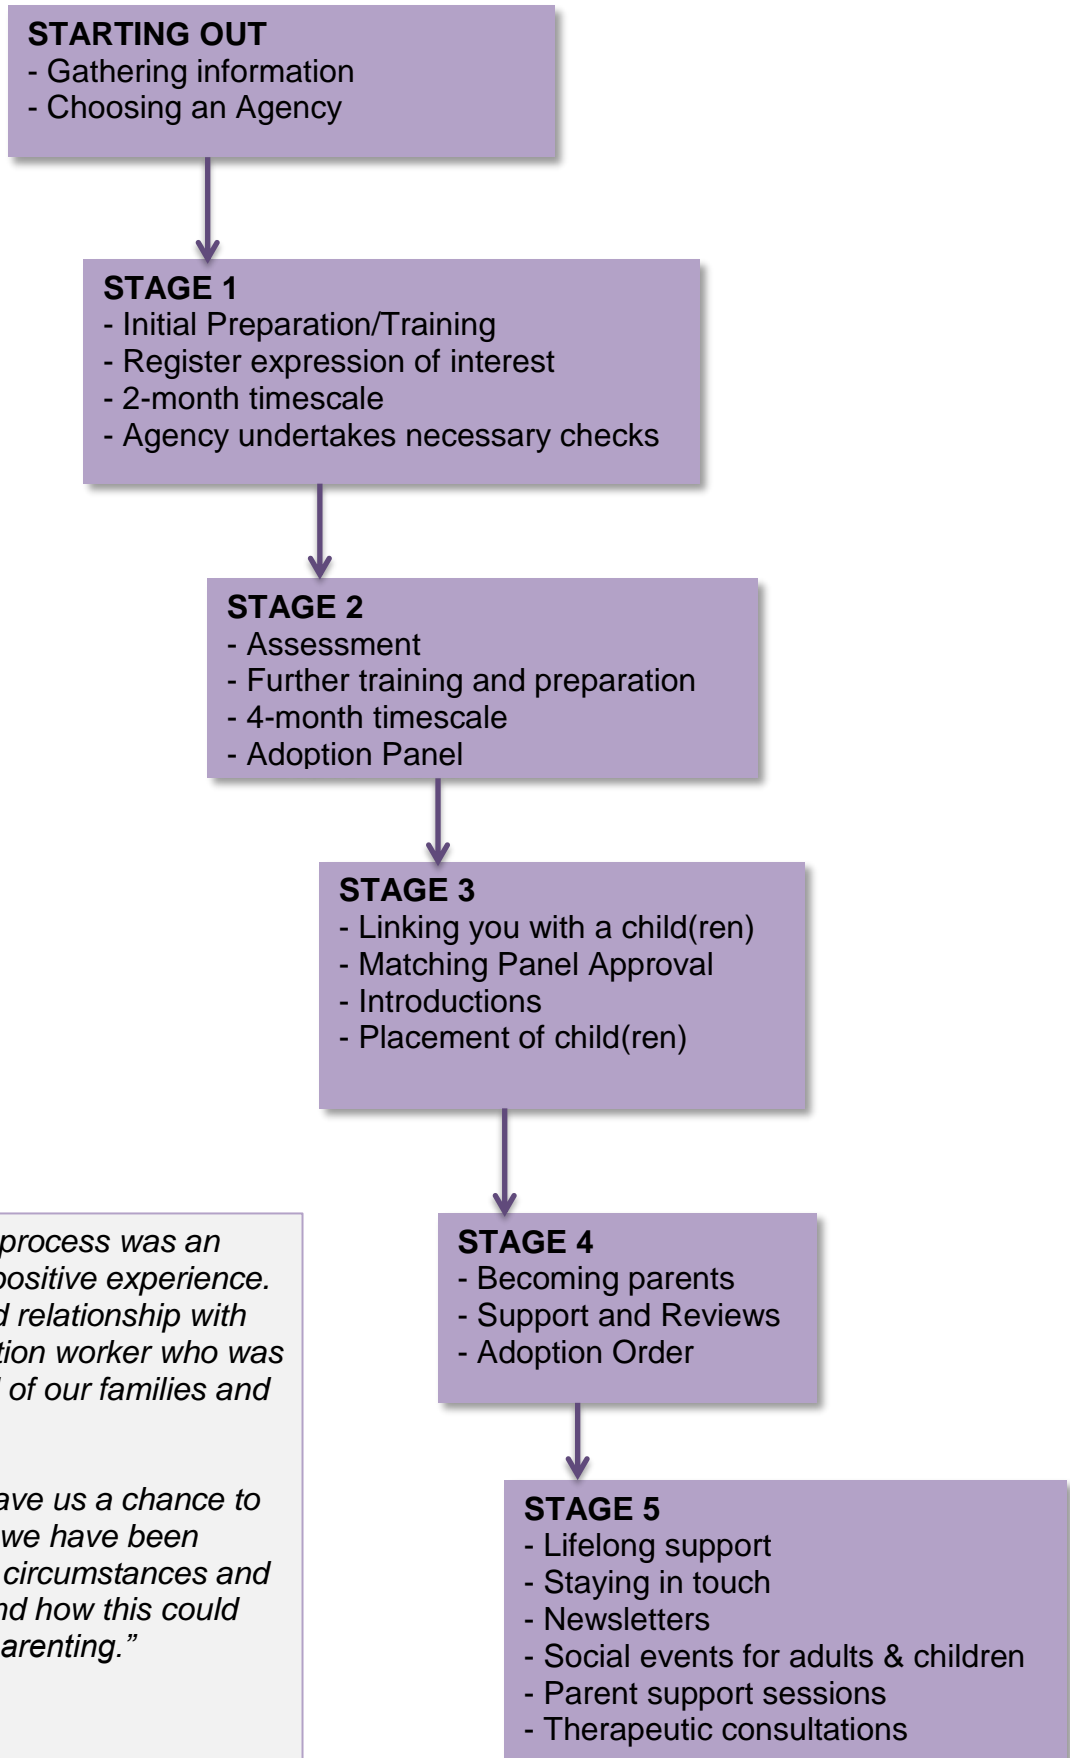 STARTING OUT
- Gathering information
- Choosing an Agency
STAGE 1
- Initial Preparation/Training
- Register expression of interest
- 2-month timescale
- Agency undertakes necessary checks
STAGE 2
- Assessment
- Further training and preparation
- 4-month timescale
- Adoption Panel
STAGE 3
- Linking you with a child(ren)
- Matching Panel Approval
- Introductions
- Placement of child(ren)
process was an
positive experience.
relationship with
worker who was
of our families and
us a chance to
we have been
circumstances and
how this could
”
STAGE 4
- Becoming parents
- Support and Reviews
- Adoption Order
STAGE 5
- Lifelong support
- Staying in touch
- Newsletters
- Social events for adults & children
- Parent support sessions
- Therapeutic consultations